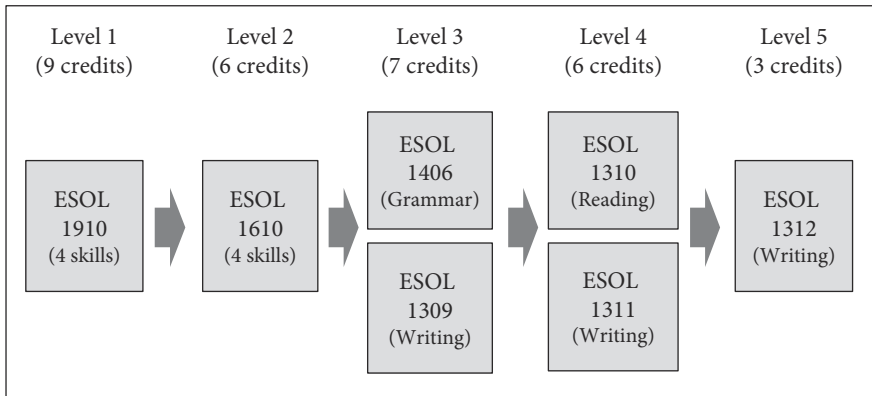 Level 1
(9 credits)
Level 2
(6 credits)
Level 3
(7 credits)
Level 4
(6 credits)
Level 5
(3 credits)
ESOL
1910
(4 skills)
ESOL
1610
(4 skills)
ESOL
1406
(Grammar)
ESOL
1309
(Writing)
ESOL
1310
(Reading)
ESOL
1311
(Writing)
ESOL
1312
(Writing)